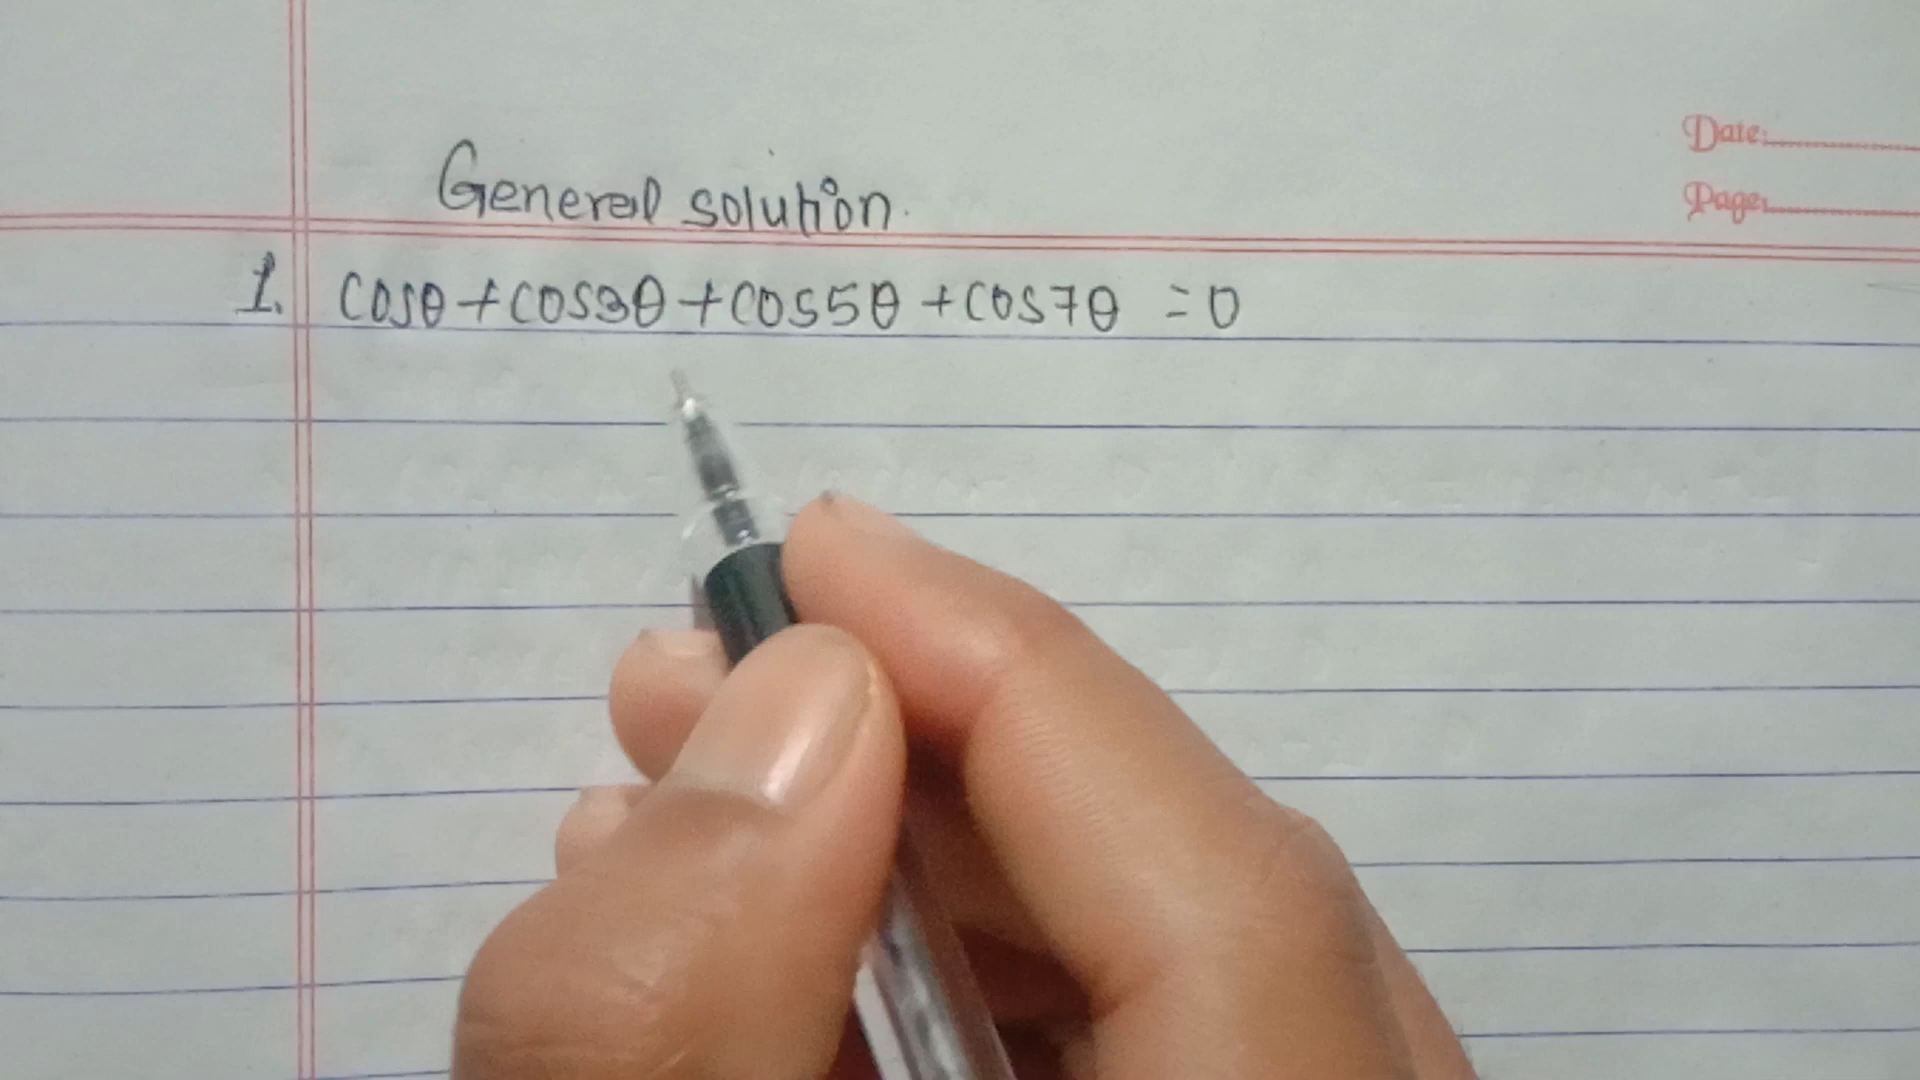 Date:
Page:
General solution.
1. cosθ+cos3θ+cos5θ+cos7θ =0